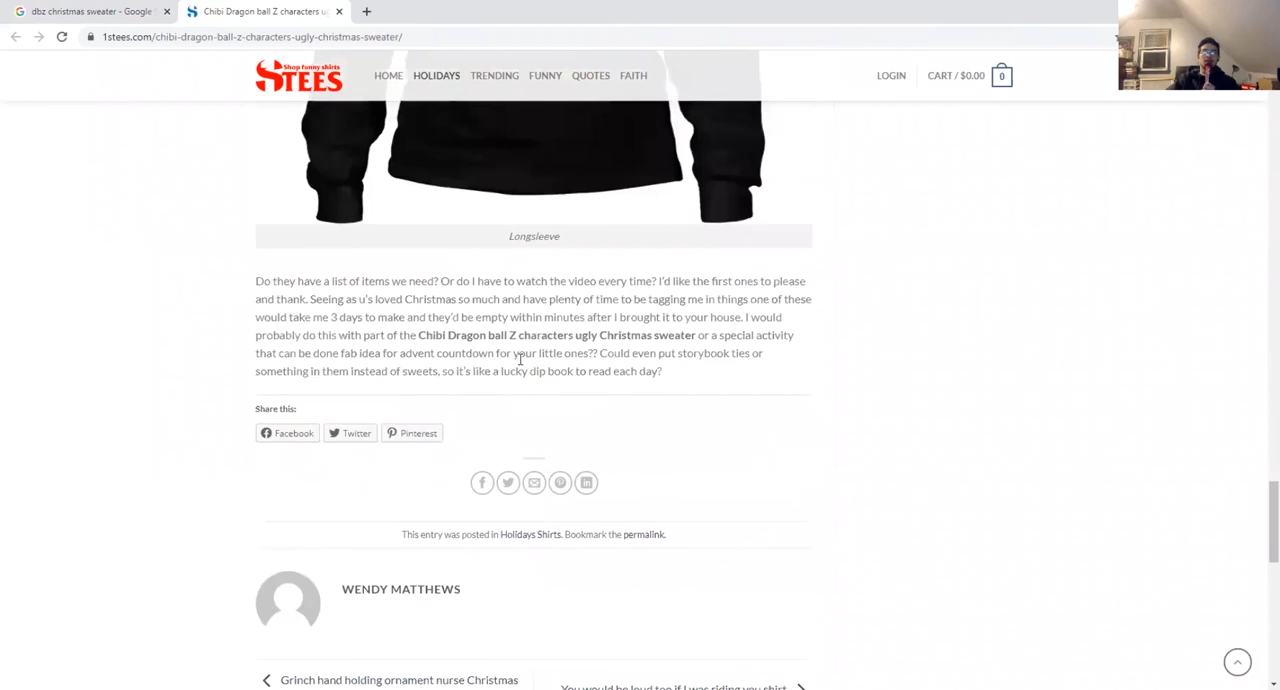 dbz christmas sweater - Google
Chibi Dragon ball Z characters ug
1stees.com/chibi-dragon-ball-z-characters-ugly-christmas-sweater/
Shop funny shirts
STEES
HOME HOLIDAYS TRENDING FUNNY QUOTES FAITH
LOGIN CART / $0.00 0
Longsleeve
Do they have a list of items we need? Or do I have to watch the video every time? I'd like the first ones to please
and thank. Seeing as u's loved Christmas so much and have plenty of time to be tagging me in things one of these
would take me 3 days to make and they'd be empty within minutes after I brought it to your house. I would
probably do this with part of the Chibi Dragon ball Z characters ugly Christmas sweater or a special activity
that can be done fab idea for advent countdown for your little ones?? Could even put storybook ties or
something in them instead of sweets, so it's like a lucky dip book to read each day?
Share this:
Facebook Twitter Pinterest
This entry was posted in Holidays Shirts. Bookmark the permalink.
WENDY MATTHEWS
Grinch hand holding ornament nurse Christmas
You would be loud too if I was riding you shirt